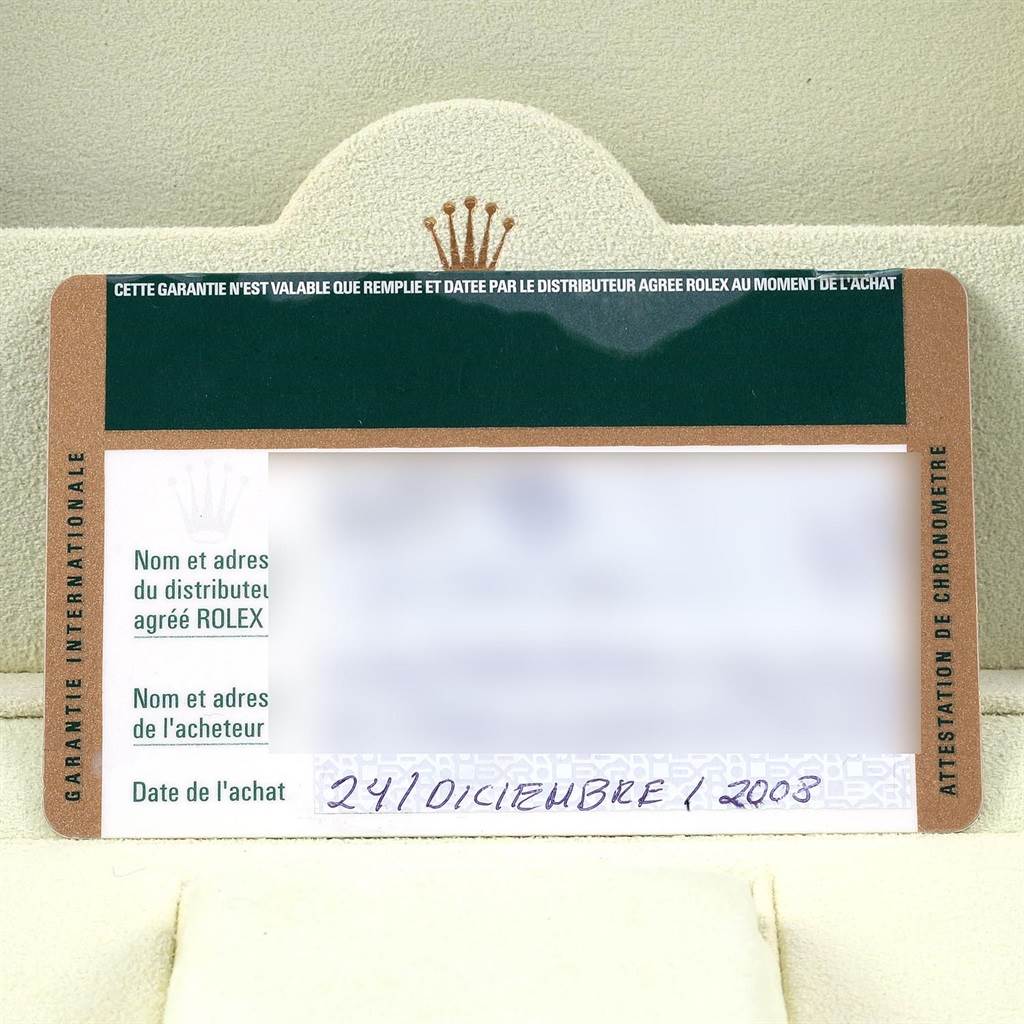 CETTE GARANTIE N'EST VALABLE QUE REMPLIE ET DATEE PAR LE DISTRIBUTEUR AGREE ROLEX AU MOMENT DE L'ACHAT
GARANTIE INTERNATIONALE
Nom et adres
du distributeu
agréé ROLEX
Nom et adres
de l'acheteur
Date de l'achat 24/DICIEMBRE/2008
ATTESTATION DE CHRONOMETRE